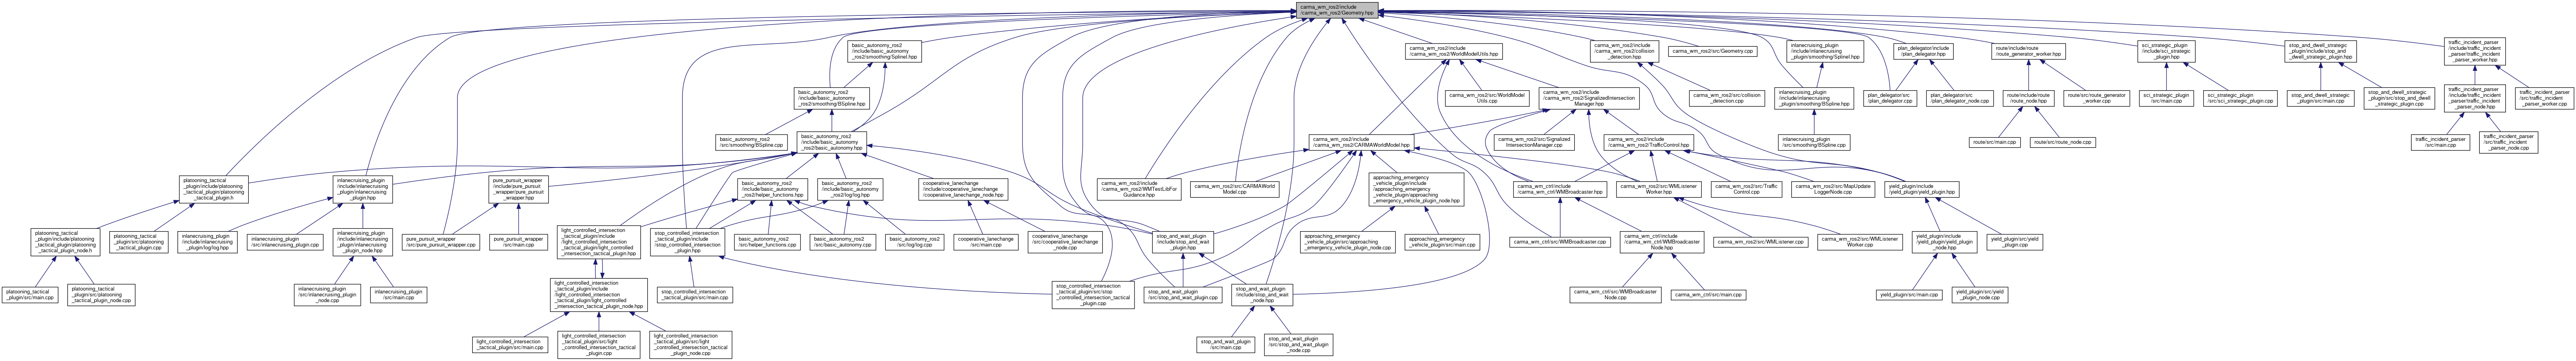 carma_wm_ros2/include
/carma_wm_ros2/Geometry.hpp
basic_autonomy_ros2
/include/basic_autonomy
_ros2/smoothing/SplineI.hpp
carma_wm_ros2/include
/carma_wm_ros2/WorldModelUtils.hpp
carma_wm_ros2/include
/carma_wm_ros2/collision
_detection.hpp
carma_wm_ros2/src/Geometry.cpp
inlanecruising_plugin
/include/inlanecruising
_plugin/smoothing/SplineI.hpp
plan_delegator/include
/plan_delegator.hpp
route/include/route
/route_generator_worker.hpp
sci_strategic_plugin
/include/sci_strategic
_plugin.hpp
stop_and_dwell_strategic
_plugin/include/stop_and
_dwell_strategic_plugin.hpp
traffic_incident_parser
/include/traffic_incident
_parser/traffic_incident
_parser_worker.hpp
basic_autonomy_ros2
/include/basic_autonomy
_ros2/smoothing/BSpline.hpp
carma_wm_ros2/src/WorldModel
Utils.cpp
carma_wm_ros2/include
/carma_wm_ros2/SignalizedIntersection
Manager.hpp
carma_wm_ros2/src/collision
_detection.cpp
inlanecruising_plugin
/include/inlanecruising
_plugin/smoothing/BSpline.hpp
plan_delegator/src
/plan_delegator.cpp
plan_delegator/src
/plan_delegator_node.cpp
route/include/route
/route_node.hpp
route/src/route_generator
_worker.cpp
sci_strategic_plugin
/src/main.cpp
sci_strategic_plugin
/src/sci_strategic_plugin.cpp
stop_and_dwell_strategic
_plugin/src/main.cpp
stop_and_dwell_strategic
_plugin/src/stop_and_dwell
_strategic_plugin.cpp
traffic_incident_parser
/include/traffic_incident
_parser/traffic_incident
_parser_node.hpp
traffic_incident_parser
/src/traffic_incident
_parser_worker.cpp
basic_autonomy_ros2
/src/smoothing/BSpline.cpp
basic_autonomy_ros2
/include/basic_autonomy
_ros2/basic_autonomy.hpp
carma_wm_ros2/include
/carma_wm_ros2/CARMAWorldModel.hpp
carma_wm_ros2/src/Signalized
IntersectionManager.cpp
carma_wm_ros2/include
/carma_wm_ros2/TrafficControl.hpp
inlanecruising_plugin
/src/smoothing/BSpline.cpp
route/src/main.cpp
route/src/route_node.cpp
traffic_incident_parser
/src/main.cpp
traffic_incident_parser
/src/traffic_incident
_parser_node.cpp
platooning_tactical
_plugin/include/platooning
_tactical_plugin/platooning
_tactical_plugin.h
inlanecruising_plugin
/include/inlanecruising
_plugin/inlanecruising
_plugin.hpp
pure_pursuit_wrapper
/include/pure_pursuit
_wrapper/pure_pursuit
_wrapper.hpp
basic_autonomy_ros2
/include/basic_autonomy
_ros2/helper_functions.hpp
basic_autonomy_ros2
/include/basic_autonomy
_ros2/log/log.hpp
cooperative_lanechange
/include/cooperative_lanechange
/cooperative_lanechange_node.hpp
carma_wm_ros2/include
/carma_wm_ros2/WMTestLibFor
Guidance.hpp
carma_wm_ros2/src/CARMAWorld
Model.cpp
approaching_emergency
_vehicle_plugin/include
/approaching_emergency
_vehicle_plugin/approaching
_emergency_vehicle_plugin_node.hpp
carma_wm_ctrl/include
/carma_wm_ctrl/WMBroadcaster.hpp
carma_wm_ros2/src/WMListener
Worker.hpp
carma_wm_ros2/src/Traffic
Control.cpp
carma_wm_ros2/src/MapUpdate
LoggerNode.cpp
yield_plugin/include
/yield_plugin/yield_plugin.hpp
platooning_tactical
_plugin/include/platooning
_tactical_plugin/platooning
_tactical_plugin_node.h
platooning_tactical
_plugin/src/platooning
_tactical_plugin.cpp
inlanecruising_plugin
/include/inlanecruising
_plugin/log/log.hpp
inlanecruising_plugin
/src/inlanecruising_plugin.cpp
inlanecruising_plugin
/include/inlanecruising
_plugin/inlanecruising
_plugin_node.hpp
pure_pursuit_wrapper
/src/pure_pursuit_wrapper.cpp
pure_pursuit_wrapper
/src/main.cpp
light_controlled_intersection
_tactical_plugin/include
/light_controlled_intersection
_tactical_plugin/light_controlled
_intersection_tactical_plugin.hpp
stop_controlled_intersection
_tactical_plugin/include
/stop_controlled_intersection
_plugin.hpp
basic_autonomy_ros2
/src/helper_functions.cpp
basic_autonomy_ros2
/src/basic_autonomy.cpp
basic_autonomy_ros2
/src/log/log.cpp
cooperative_lanechange
/src/main.cpp
cooperative_lanechange
/src/cooperative_lanechange
_node.cpp
stop_and_wait_plugin
/include/stop_and_wait
_plugin.hpp
approaching_emergency
_vehicle_plugin/src/approaching
_emergency_vehicle_plugin_node.cpp
approaching_emergency
_vehicle_plugin/src/main.cpp
carma_wm_ctrl/src/WMBroadcaster.cpp
carma_wm_ctrl/include
/carma_wm_ctrl/WMBroadcaster
Node.hpp
carma_wm_ros2/src/WMListener.cpp
carma_wm_ros2/src/WMListener
Worker.cpp
yield_plugin/include
/yield_plugin/yield_plugin
_node.hpp
yield_plugin/src/yield
_plugin.cpp
platooning_tactical
_plugin/src/main.cpp
platooning_tactical
_plugin/src/platooning
_tactical_plugin_node.cpp
inlanecruising_plugin
/src/inlanecruising_plugin
_node.cpp
inlanecruising_plugin
/src/main.cpp
light_controlled_intersection
_tactical_plugin/include
/light_controlled_intersection
_tactical_plugin/light_controlled
_intersection_tactical_plugin_node.hpp
stop_controlled_intersection
_tactical_plugin/src/main.cpp
stop_controlled_intersection
_tactical_plugin/src/stop
_controlled_intersection_tactical
_plugin.cpp
stop_and_wait_plugin
/src/stop_and_wait_plugin.cpp
stop_and_wait_plugin
/include/stop_and_wait
_node.hpp
carma_wm_ctrl/src/WMBroadcaster
Node.cpp
carma_wm_ctrl/src/main.cpp
yield_plugin/src/main.cpp
yield_plugin/src/yield
_plugin_node.cpp
light_controlled_intersection
_tactical_plugin/src/main.cpp
light_controlled_intersection
_tactical_plugin/src/light
_controlled_intersection_tactical
_plugin.cpp
light_controlled_intersection
_tactical_plugin/src/light
_controlled_intersection_tactical
_plugin_node.cpp
stop_and_wait_plugin
/src/main.cpp
stop_and_wait_plugin
/src/stop_and_wait_plugin
_node.cpp